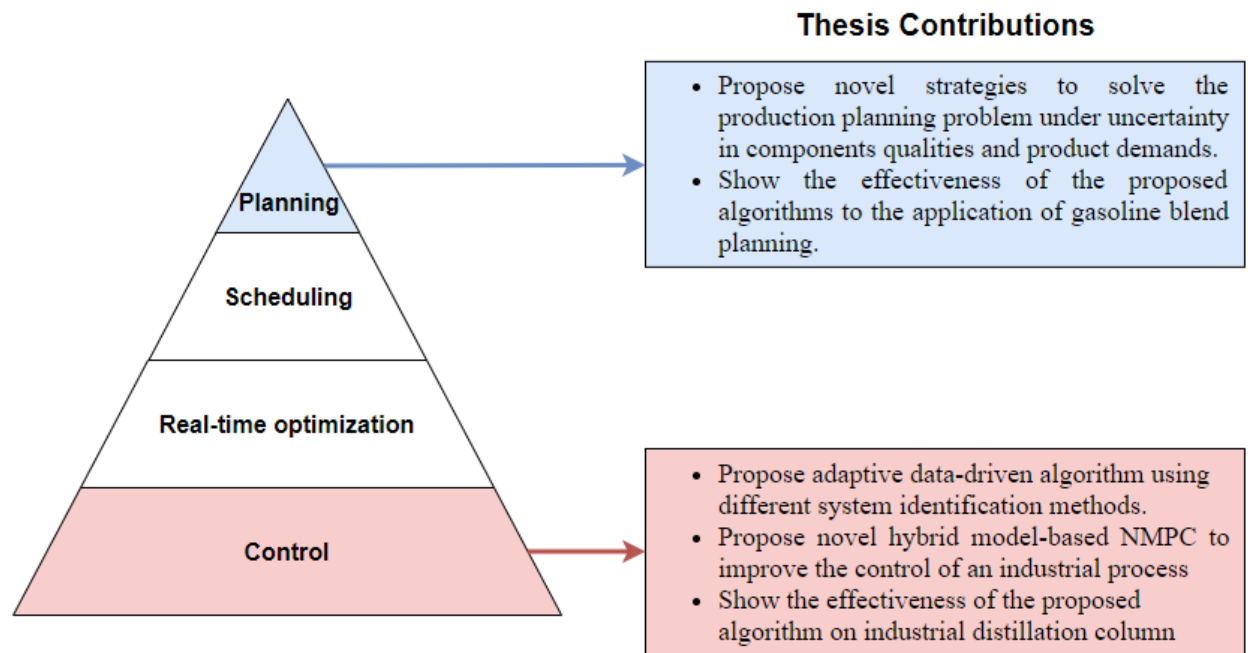 Thesis Contributions
• Propose novel strategies to solve the
production planning problem under uncertainty
in components qualities and product demands.
• Show the effectiveness of the proposed
algorithms to the application of gasoline blend
planning.
Planning
Scheduling
Real-time optimization
Control
• Propose adaptive data-driven algorithm using
different system identification methods.
• Propose novel hybrid model-based NMPC to
improve the control of an industrial process
• Show the effectiveness of the proposed
algorithm on industrial distillation column